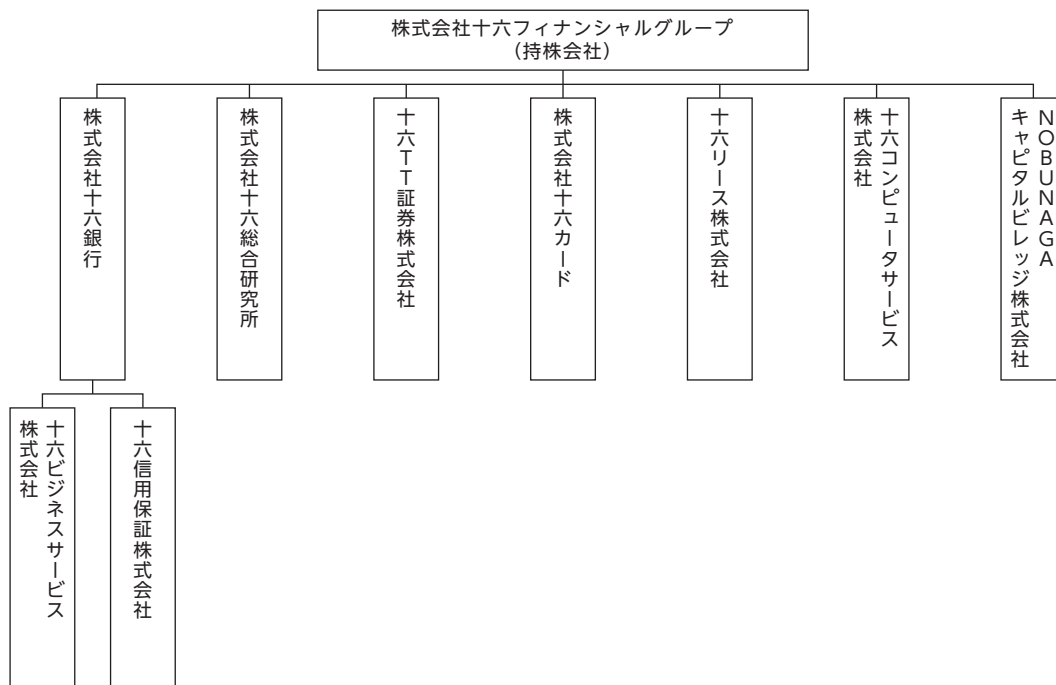 株式会社十六フィナンシャルグループ
（持株会社）
株式会社十六銀行
株式会社十六総合研究所
十六ＴＴ証券株式会社
株式会社十六カード
十六リース株式会社
十六コンピュータサービス
株式会社
ＮＯＢＵＮＡＧＡ
キャピタルビレッジ株式会社
十六ビジネスサービス
株式会社
十六信用保証株式会社